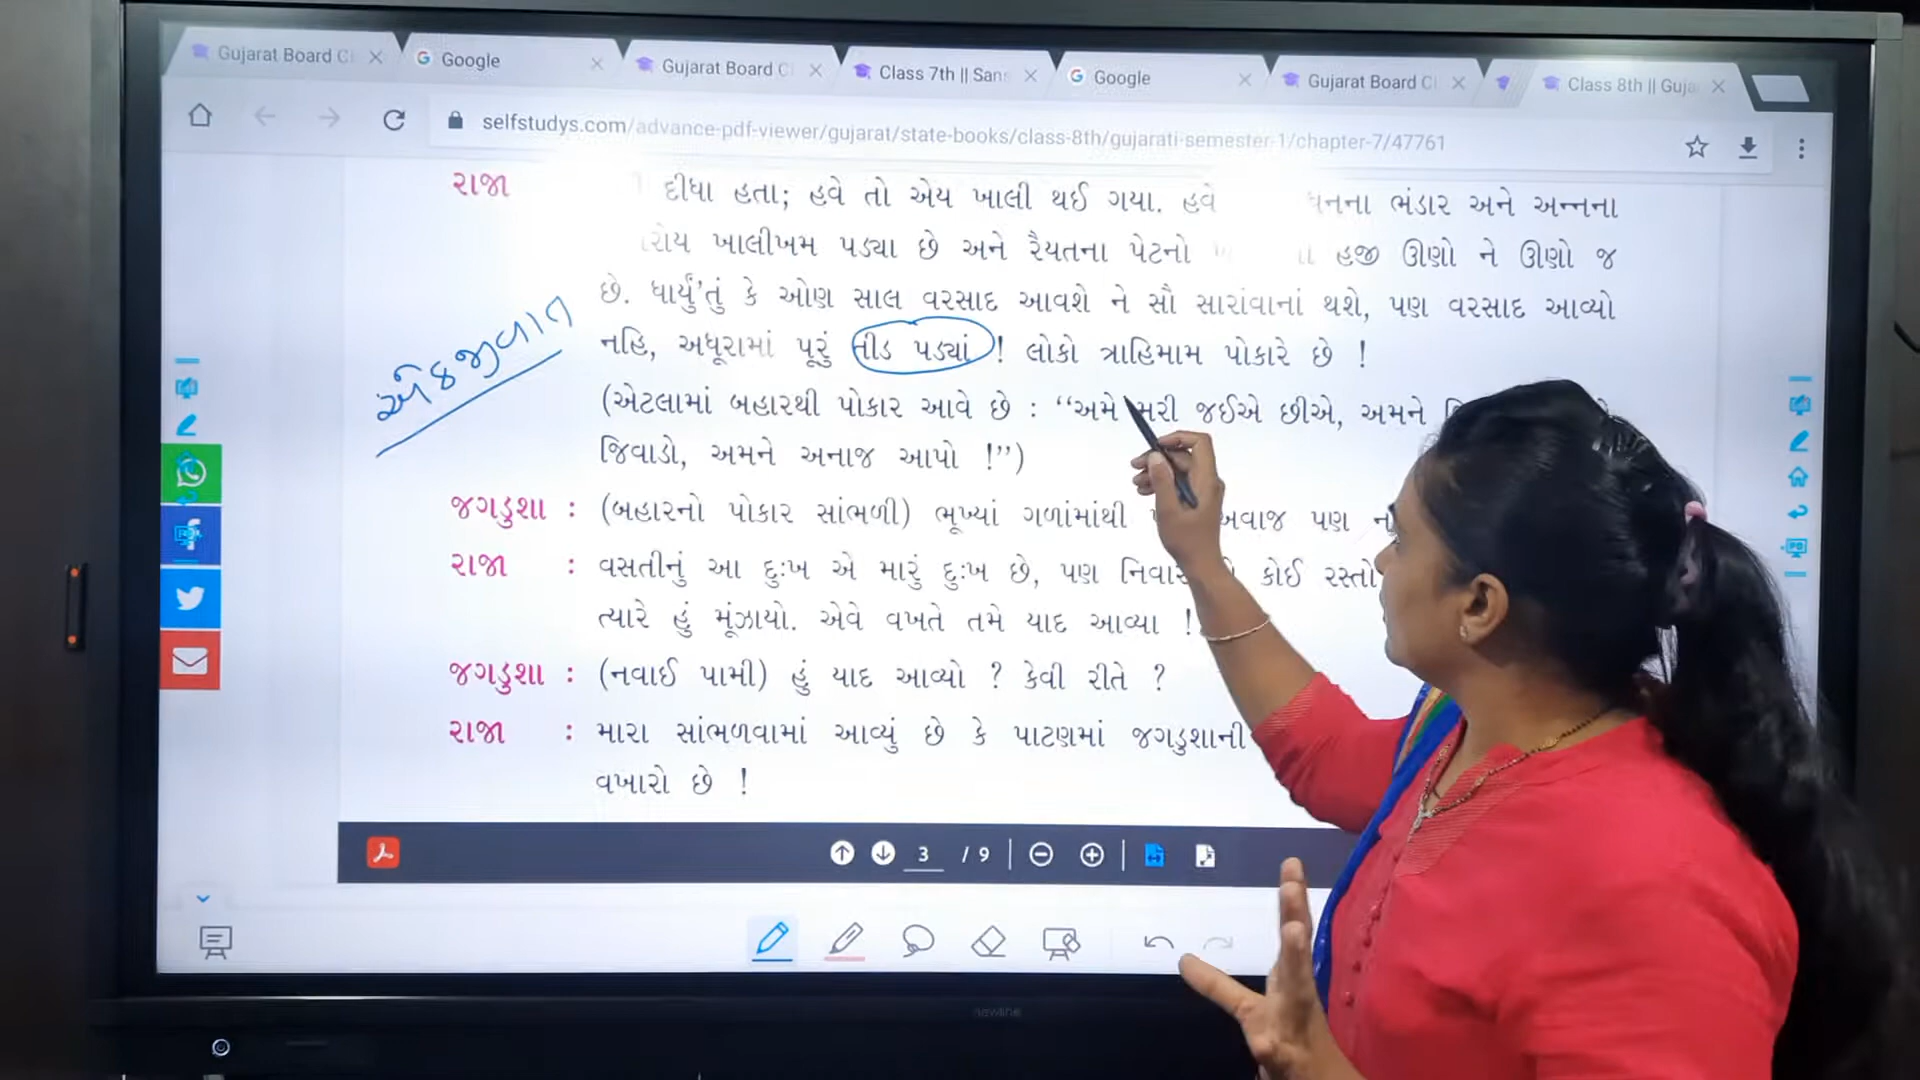 Gujarat Board Cl
Google
Gujarat Board C
Class 7th || Sans
Google
Gujarat Board Cl
Class 8th || Guja
selfstudys.com/advance-pdf-viewer/gujarat/state-books/class-8th/gujarati-semester-1/chapter-7/47761
રાજા દીધા હતા; હવે તો એય ખાલી થઈ ગયા. હવે ધનના ભંડાર અને અન્નના
ખાલીખમ પડ્યા છે અને રૈયતના પેટનો હજી ઊણો ને ઊણો જ
છે. ધાર્યું'તું કે ઓણ સાલ વરસાદ આવશે ને સૌ સારાંવાનાં થશે, પણ વરસાદ આવ્યો
નહિ, અધૂરામાં પૂરું તીડ પડ્યાં ! લોકો ત્રાહિમામ પોકારે છે !
એકજીવાત
(એટલામાં બહારથી પોકાર આવે છે : “અમે મરી જઈએ છીએ, અમને
જિવાડો, અમને અનાજ આપો !”)
જગડુશા : (બહારનો પોકાર સાંભળી) ભૂખ્યાં ગળાંમાંથી અવાજ પણ
રાજા : વસતીનું આ દુઃખ એ મારું દુઃખ છે, પણ કોઈ રસ્તો
ત્યારે હું મૂંઝાયો. એવે વખતે તમે યાદ આવ્યા !
જગડુશા : (નવાઈ પામી) હું યાદ આવ્યો ? કેવી રીતે ?
રાજા : મારા સાંભળવામાં આવ્યું છે કે પાટણમાં જગડુશાની
વખારો છે !
3 / 9
newline